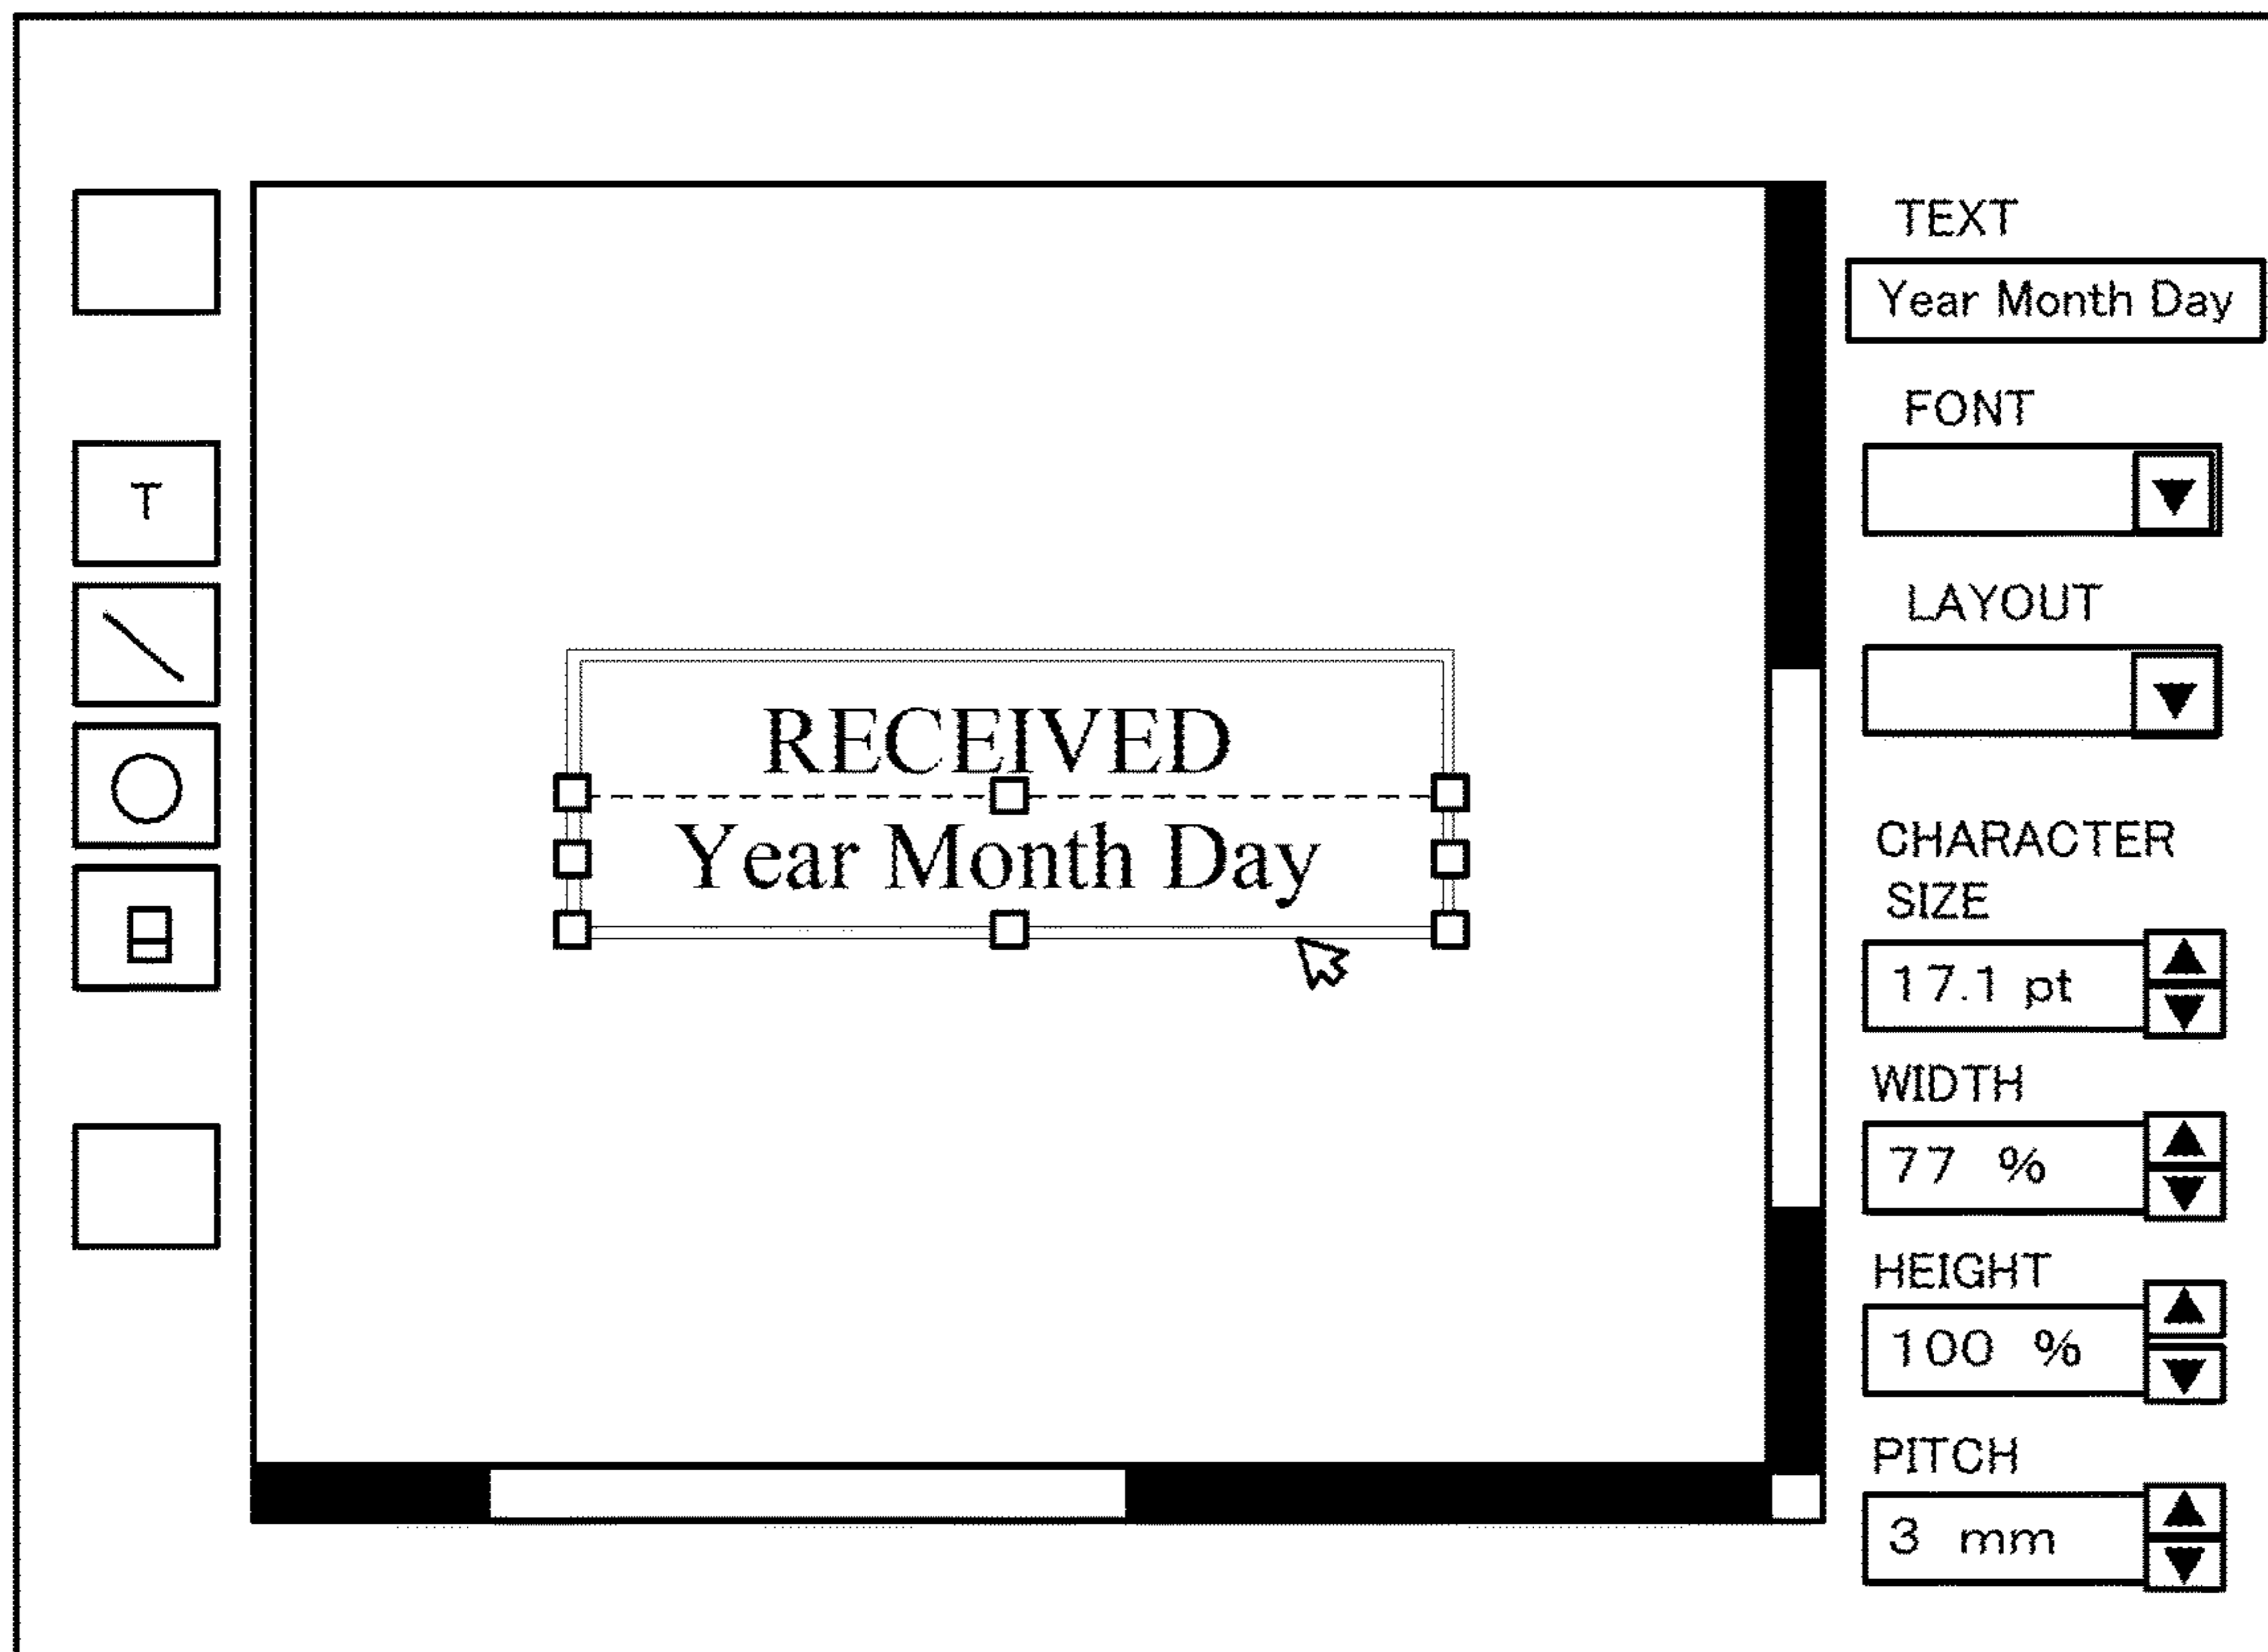 T
RECEIVED
Year Month Day
TEXT
Year Month Day
FONT
LAYOUT
CHARACTER
SIZE
17.1 pt
WIDTH
77 %
HEIGHT
100 %
PITCH
3 mm